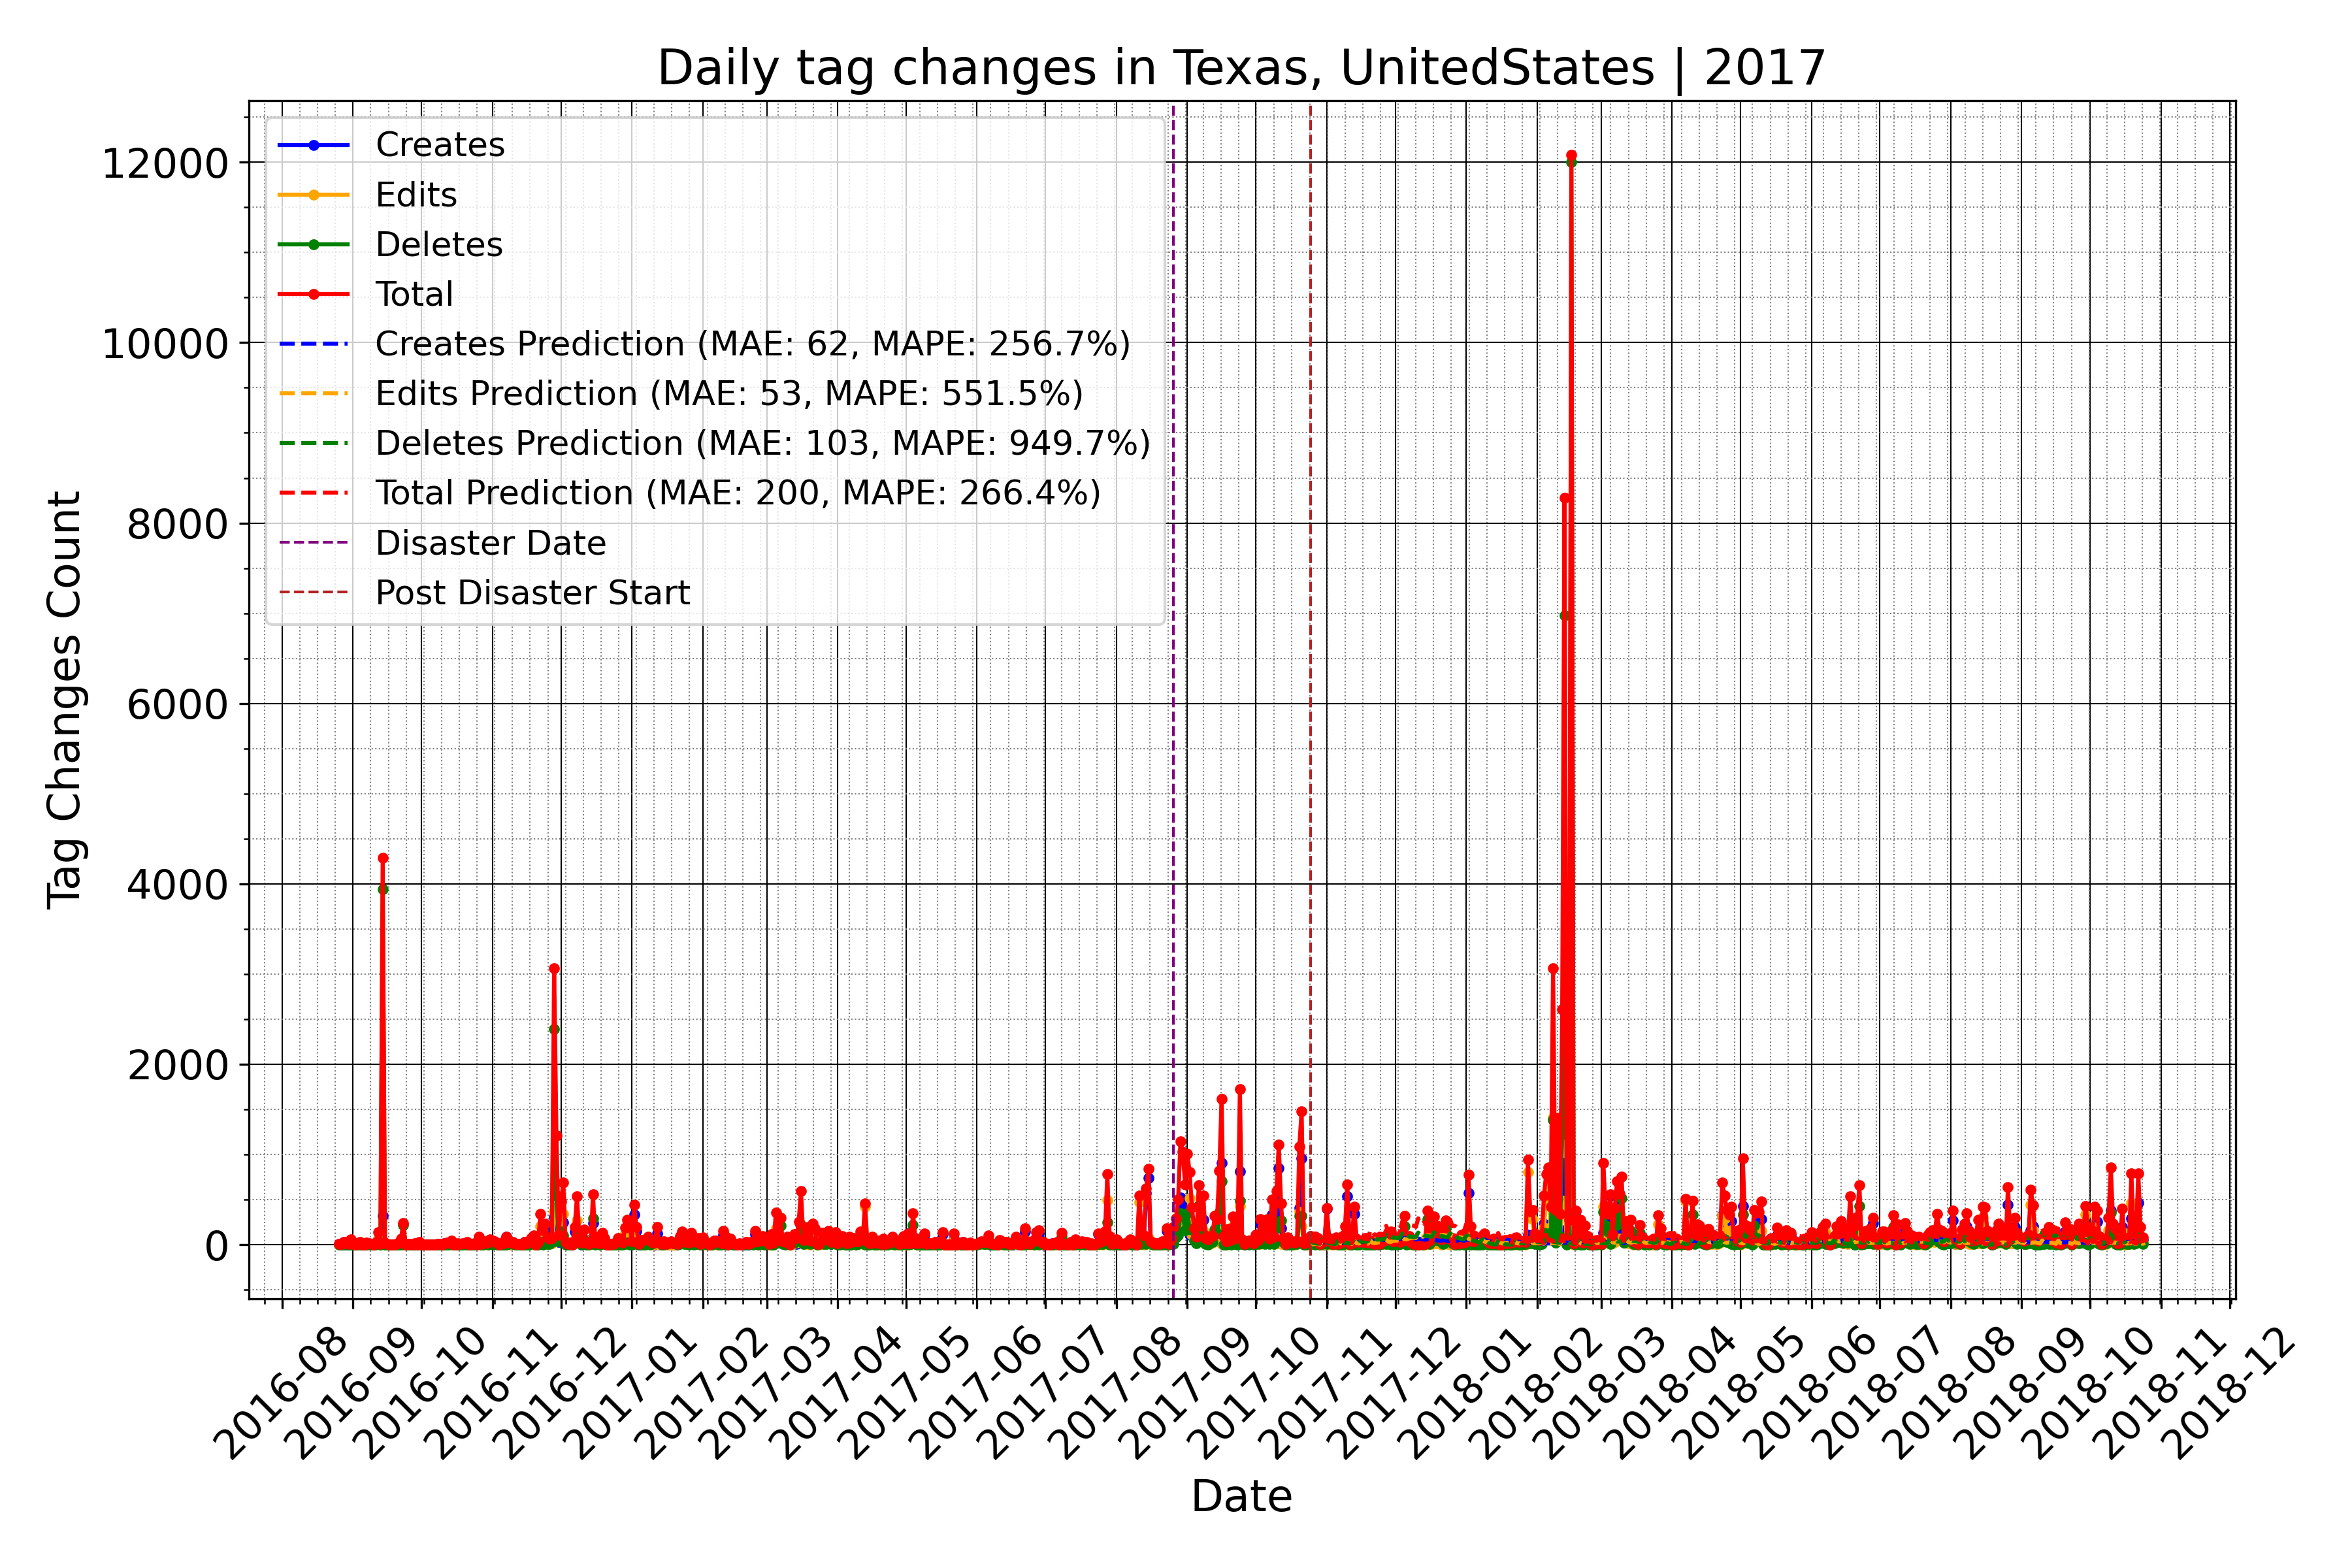 Daily tag changes in Texas, UnitedStates | 2017
Creates
Edits
Deletes
Total
Creates Prediction (MAE: 62, MAPE: 256.7%)
Edits Prediction (MAE: 53, MAPE: 551.5%)
Deletes Prediction (MAE: 103, MAPE: 949.7%)
Total Prediction (MAE: 200, MAPE: 266.4%)
Disaster Date
Post Disaster Start
Tag Changes Count
12000
10000
8000
6000
4000
2000
0
2016-08
2016-09
2016-10
2016-11
2016-12
2017-01
2017-02
2017-03
2017-04
2017-05
2017-06
2017-07
2017-08
2017-09
2017-10
2017-11
2017-12
2018-01
2018-02
2018-03
2018-04
2018-05
2018-06
2018-07
2018-08
2018-09
2018-10
2018-11
2018-12
Date